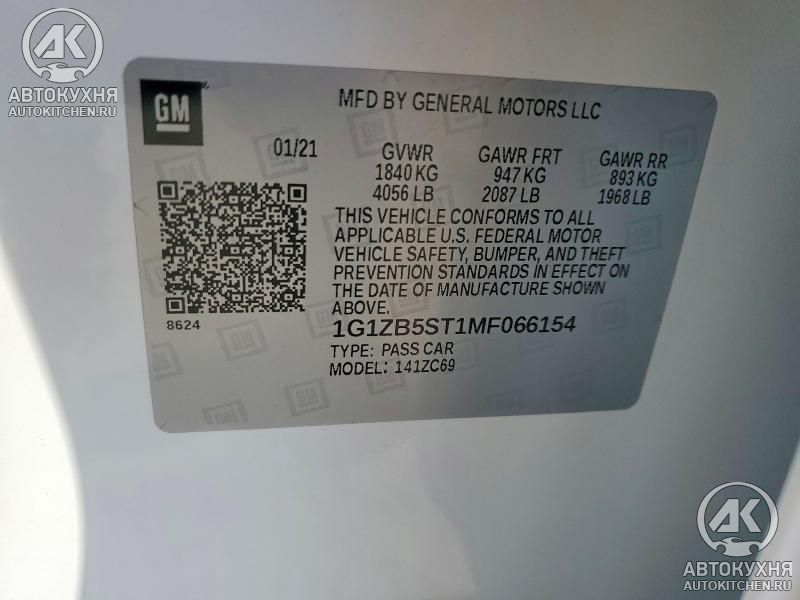 АК
АВТОКУХНЯ
AUTOKITCHEN.RU
GM
MFD BY GENERAL MOTORS LLC
01/21 GVWR GAWR FRT GAWR RR
1840 KG 947 KG 893 KG
4056 LB 2087 LB 1968 LB
THIS VEHICLE CONFORMS TO ALL
APPLICABLE U.S. FEDERAL MOTOR
VEHICLE SAFETY, BUMPER, AND THEFT
PREVENTION STANDARDS IN EFFECT ON
THE DATE OF MANUFACTURE SHOWN
ABOVE.
8624
1G1ZB5ST1MF066154
TYPE: PASS CAR
MODEL: 141ZC69
АК
АВТОКУХНЯ
AUTOKITCHEN.RU